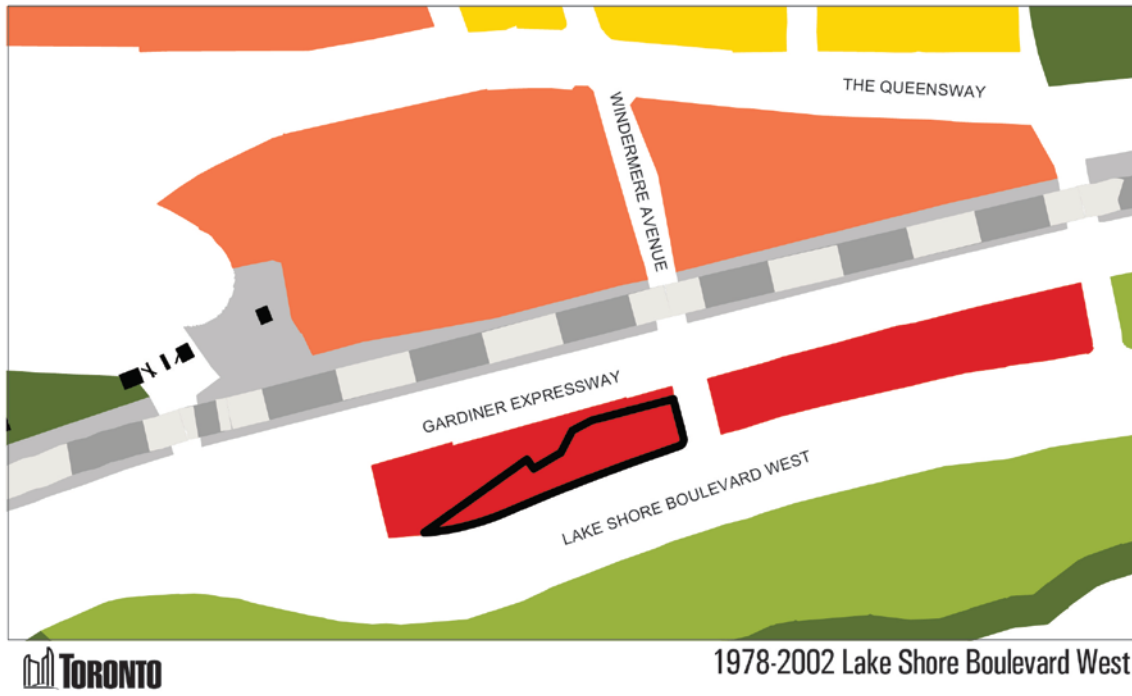 THE QUEENSWAY
WINDERMERE AVENUE
GARDINER EXPRESSWAY
LAKE SHORE BOULEVARD WEST
TORONTO
1978-2002 Lake Shore Boulevard West